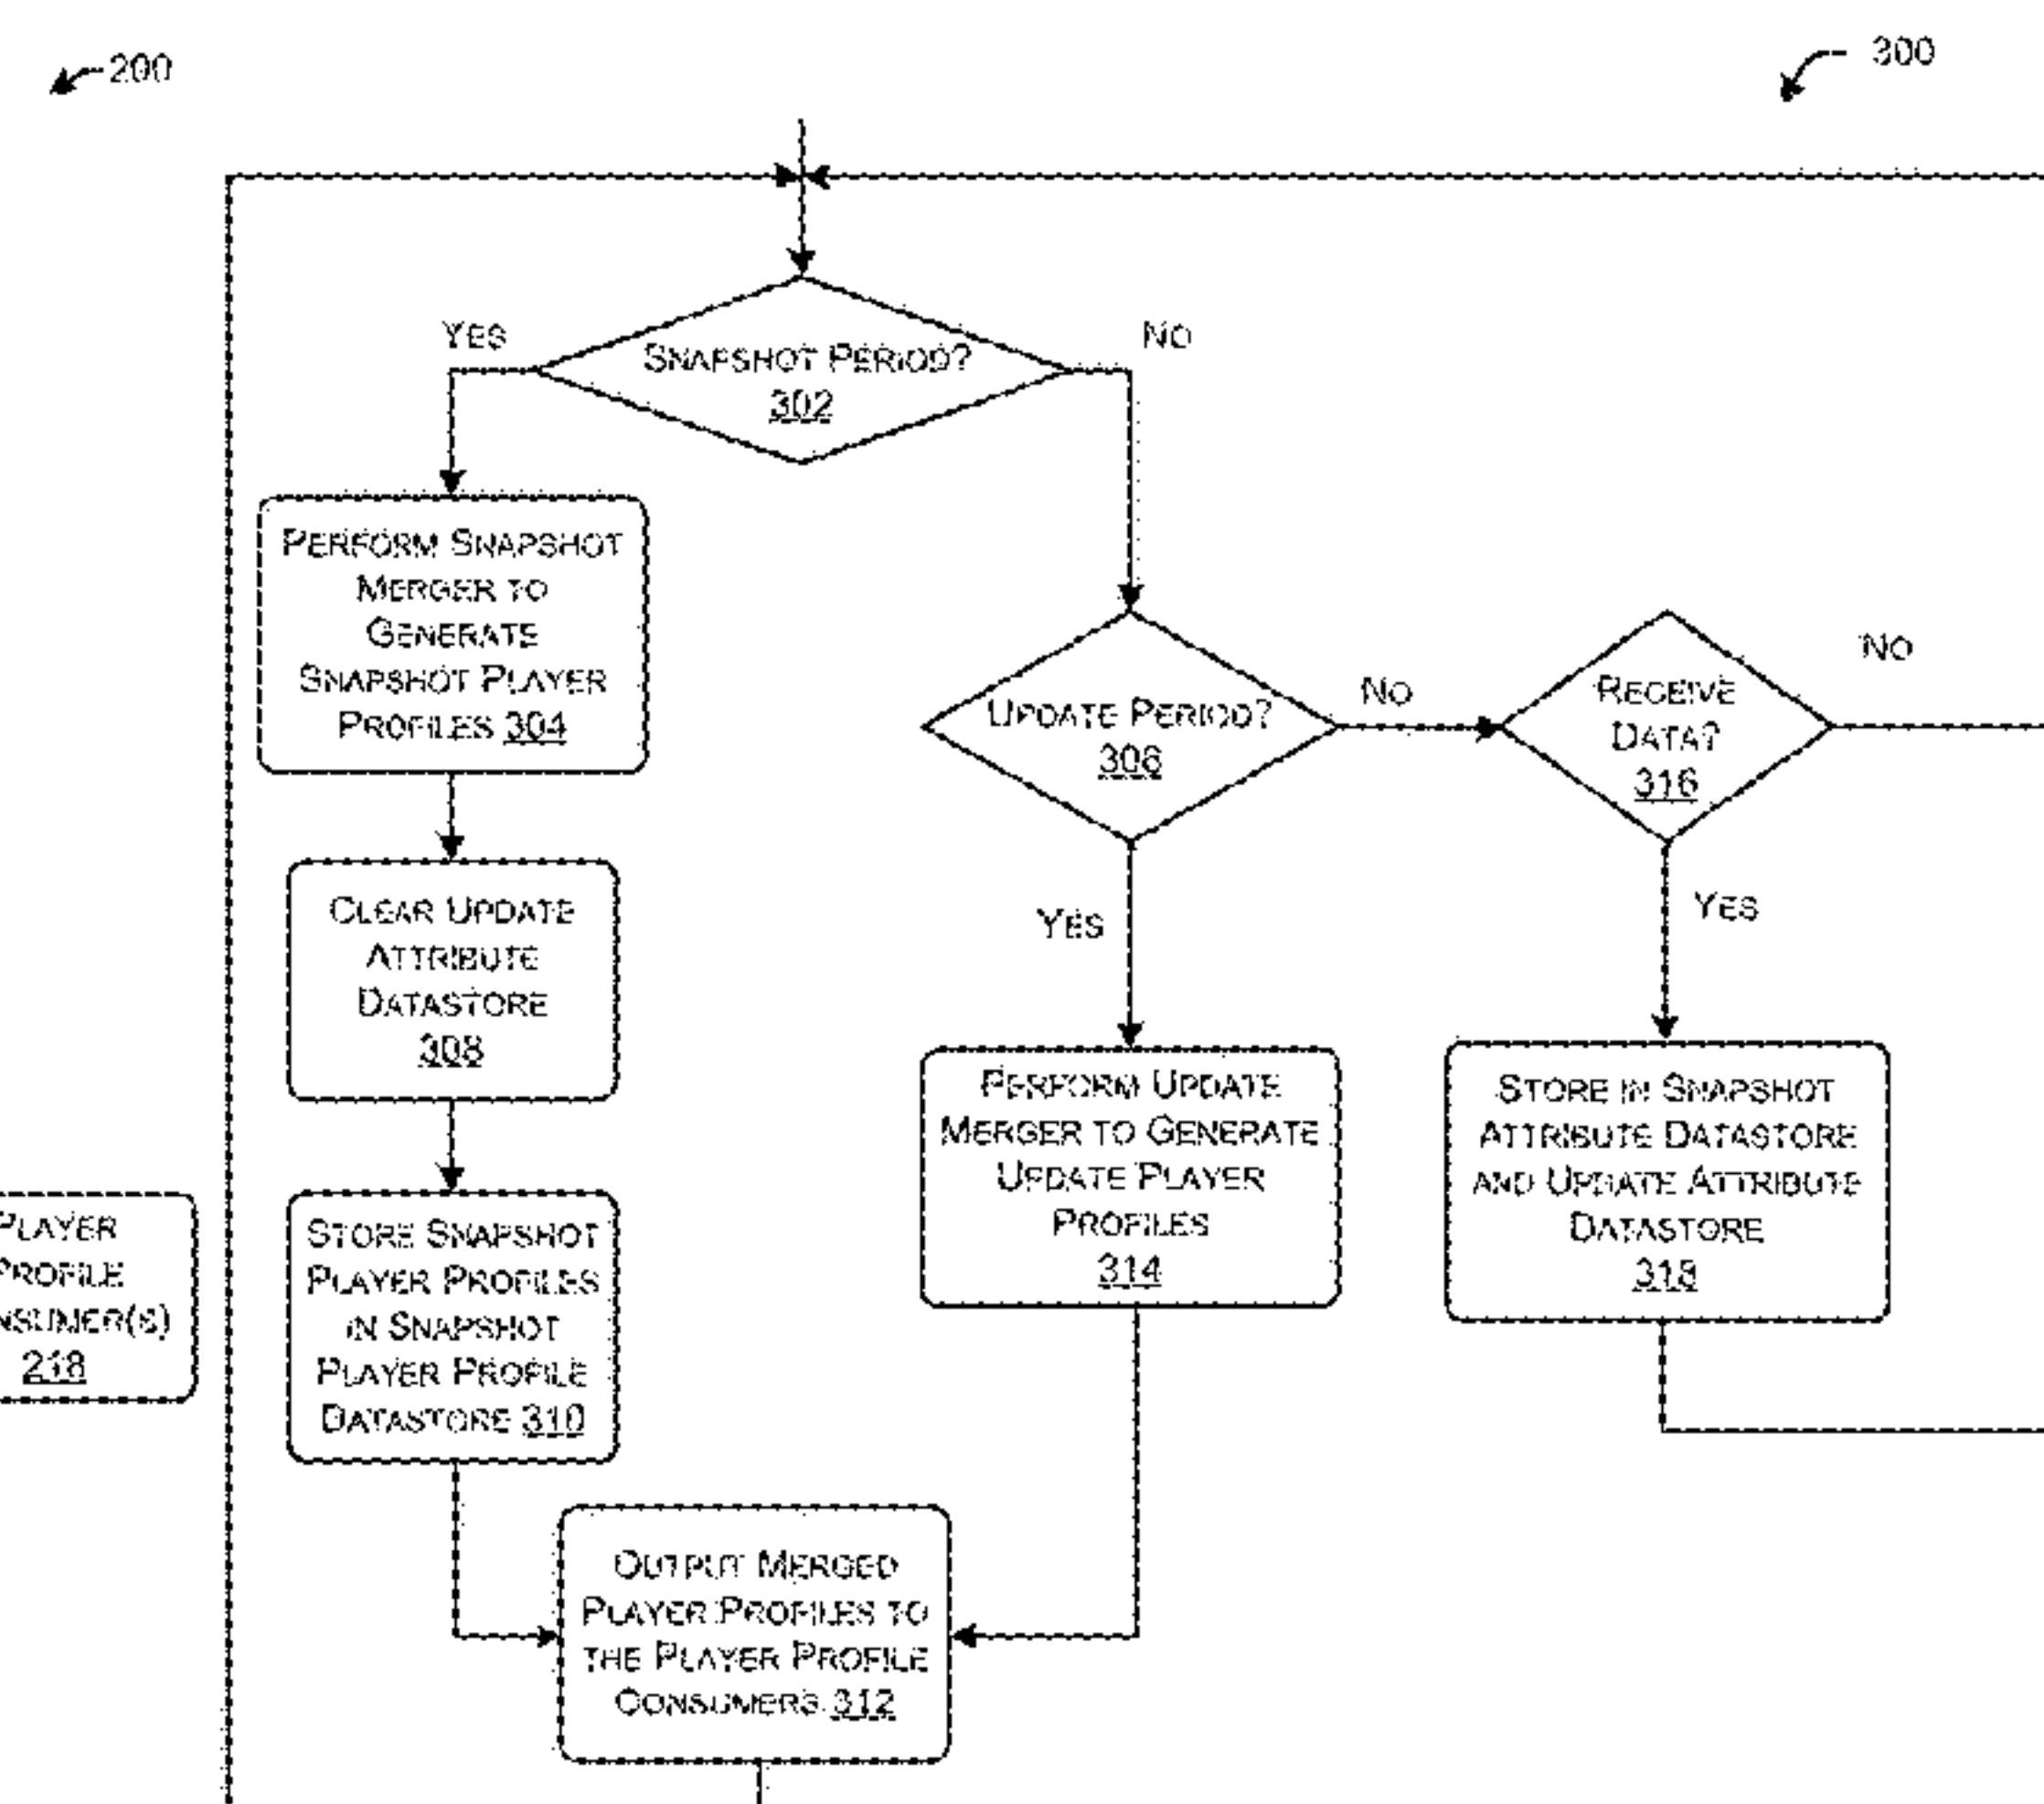 200
300
YES
NO
SNAPSHOT PERIOD?
302
PERFORM SNAPSHOT
MERGER TO
GENERATE
SNAPSHOT PLAYER
PROFILES 304
UPDATE PERIOD?
306
NO
RECEIVE
DATA?
316
NO
CLEAR UPDATE
ATTRIBUTE
DATASTORE
308
YES
YES
PERFORM UPDATE
MERGER TO GENERATE
UPDATE PLAYER
PROFILES
314
STORE IN SNAPSHOT
ATTRIBUTE DATASTORE
AND UPDATE ATTRIBUTE
DATASTORE
318
PLAYER
PROFILE
NSUMER(S)
218
STORE SNAPSHOT
PLAYER PROFILES
IN SNAPSHOT
PLAYER PROFILE
DATASTORE 310
OUTPUT MERGED
PLAYER PROFILES TO
THE PLAYER PROFILE
CONSUMERS 312